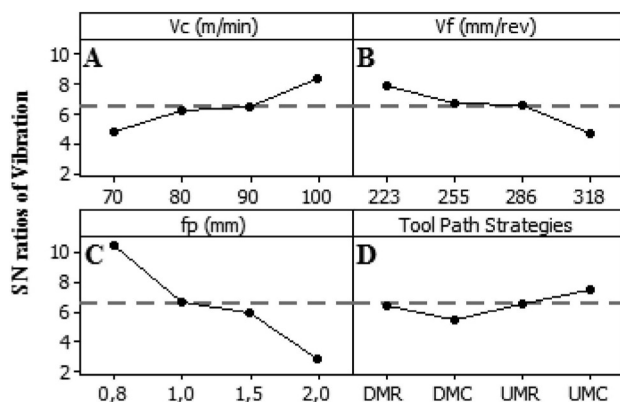 Vc (m/min) Vf (mm/rev)
A B
10
8
6
4
2
70 80 90 100 223 255 286 318
fp (mm) Tool Path Strategies
C D
10
8
6
4
2
0,8 1,0 1,5 2,0 DMR DMC UMR UMC
SN ratios of Vibration